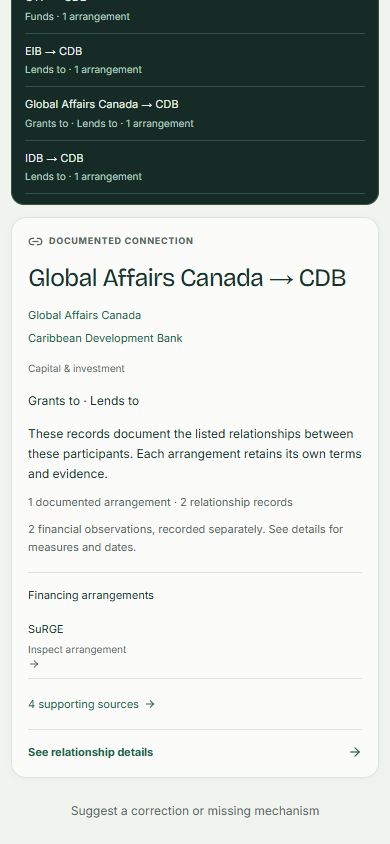 Funds · 1 arrangement
EIB → CDB
Lends to · 1 arrangement
Global Affairs Canada → CDB
Grants to · Lends to · 1 arrangement
IDB → CDB
Lends to · 1 arrangement
DOCUMENTED CONNECTION
Global Affairs Canada → CDB
Global Affairs Canada
Caribbean Development Bank
Capital & investment
Grants to · Lends to
These records document the listed relationships between
these participants. Each arrangement retains its own terms
and evidence.
1 documented arrangement · 2 relationship records
2 financial observations, recorded separately. See details for
measures and dates.
Financing arrangements
SuRGE
Inspect arrangement
→
4 supporting sources →
See relationship details →
Suggest a correction or missing mechanism